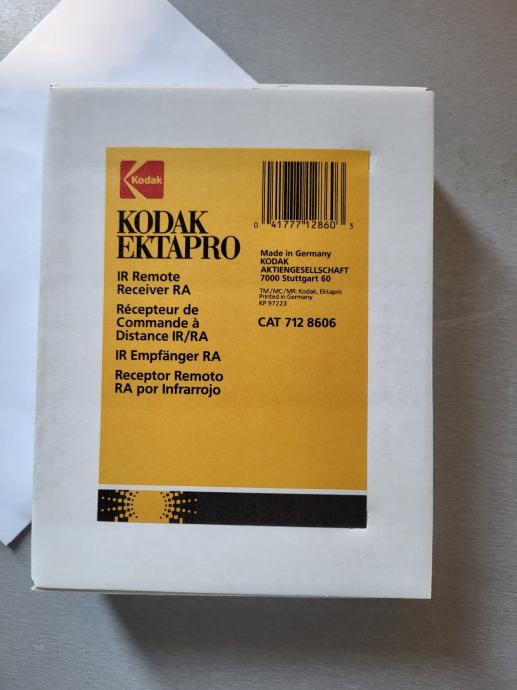 Kodak
KODAK
EKTAPRO
IR Remote
Receiver RA
Récepteur de
Commande à
Distance IR/RA
IR Empfänger RA
Receptor Remoto
RA por Infrarrojo
0 41777 12860 3
Made in Germany
KODAK
AKTIENGESELLSCHAFT
7000 Stuttgart 60
TM/MC/MR: Kodak, Ektapro
Printed in Germany
KP 97223
CAT 712 8606